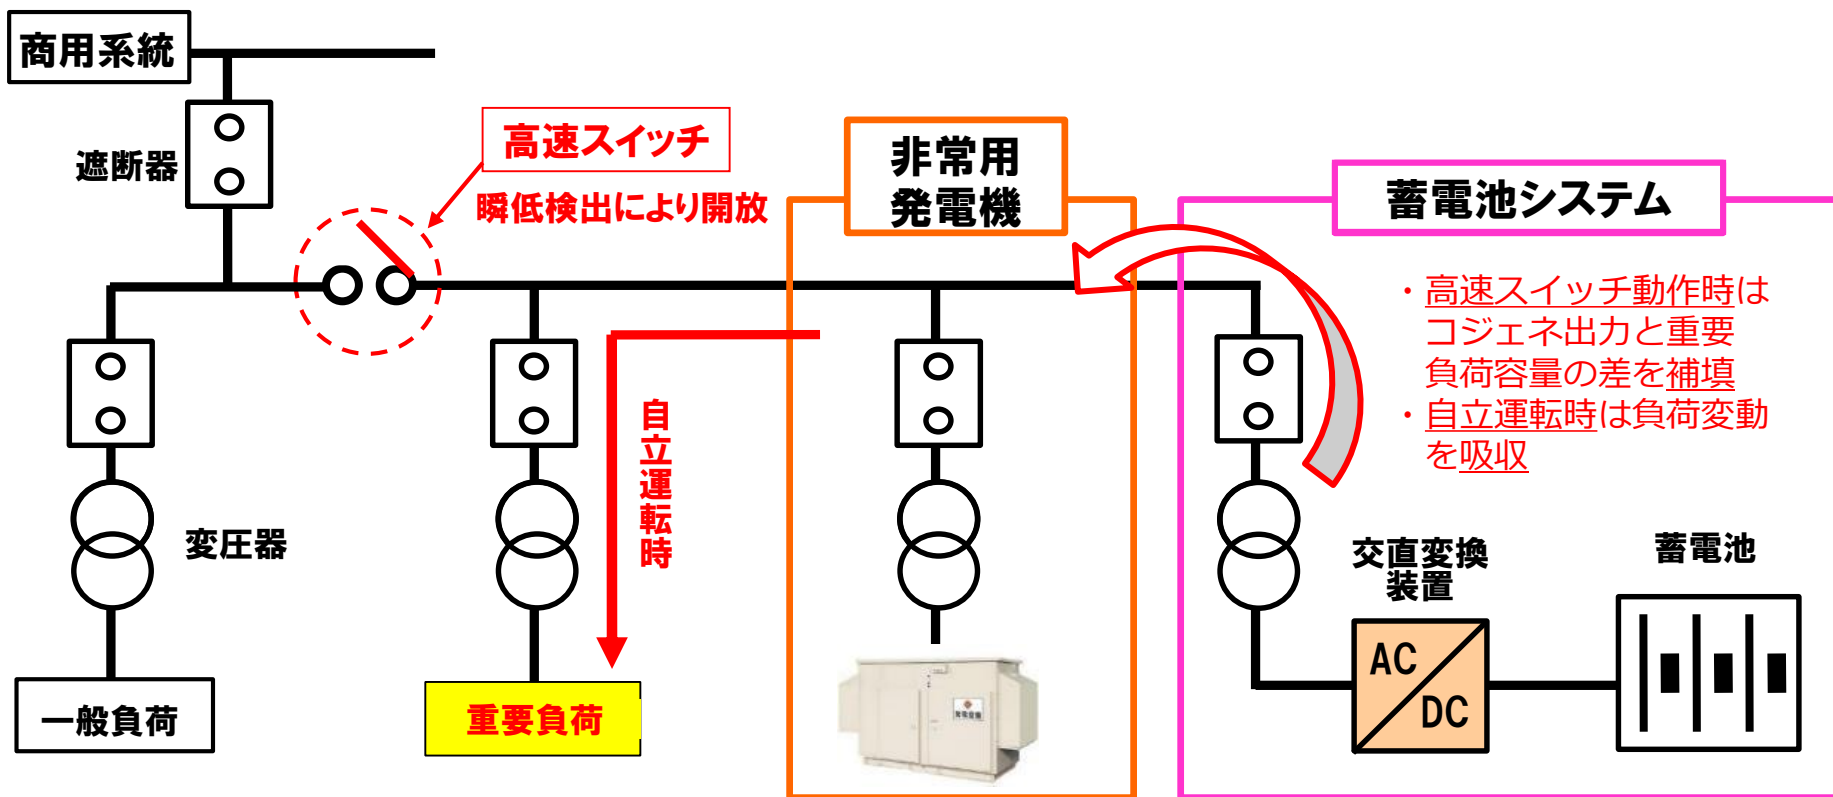 商用系統
遮断器
高速スイッチ
瞬低検出により開放
非常用
発電機
蓄電池システム
・高速スイッチ動作時は
コジェネ出力と重要
負荷容量の差を補填
・自立運転時は負荷変動
を吸収
自立運転時
変圧器
交直変換
装置
蓄電池
AC
DC
一般負荷
重要負荷